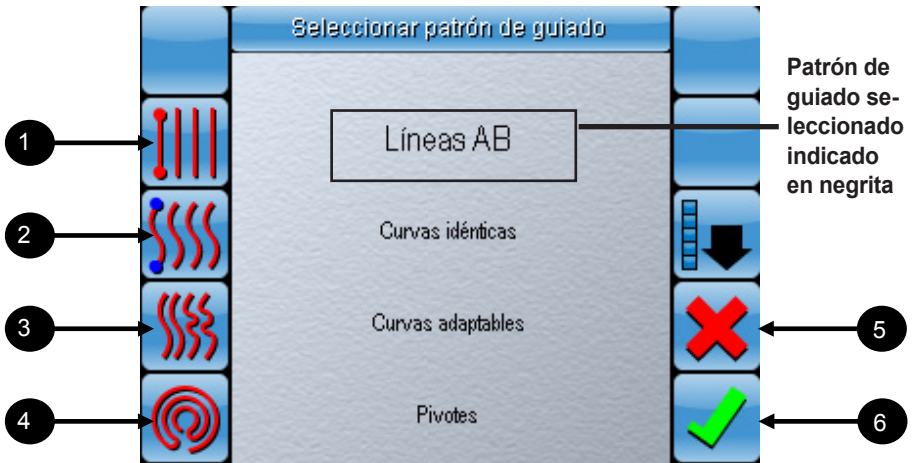 Seleccionar patrón de guiado
Patrón de
guiado se-
leccionado
indicado
en negrita
1
Líneas AB
2
Curvas idénticas
3
Curvas adaptables
5
4
Pivotes
6